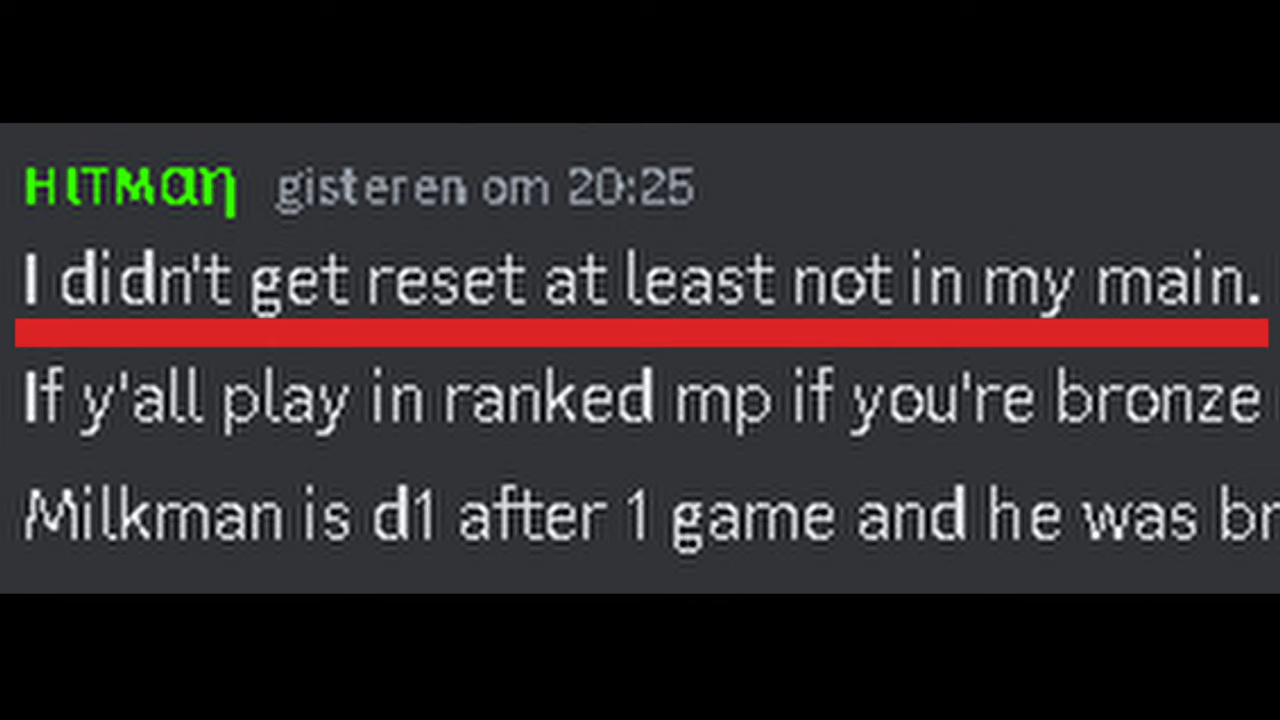 HιTMαη gisteren om 20:25
I didn't get reset at least not in my main.
If y'all play in ranked mp if you're bronze
Milkman is d1 after 1 game and he was